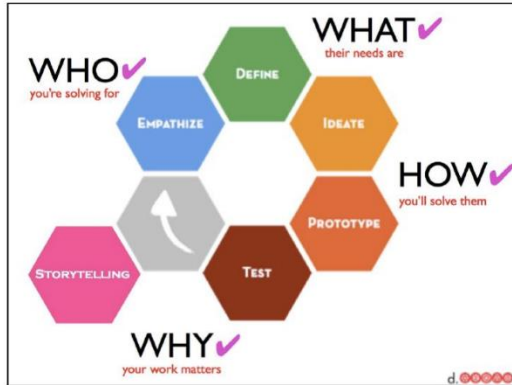 WHAT
their needs are
WHO
you're solving for
DEFINE
EMPATHIZE
IDEATE
HOW
you'll solve them
PROTOTYPE
STORYTELLING
TEST
WHY
your work matters
d.